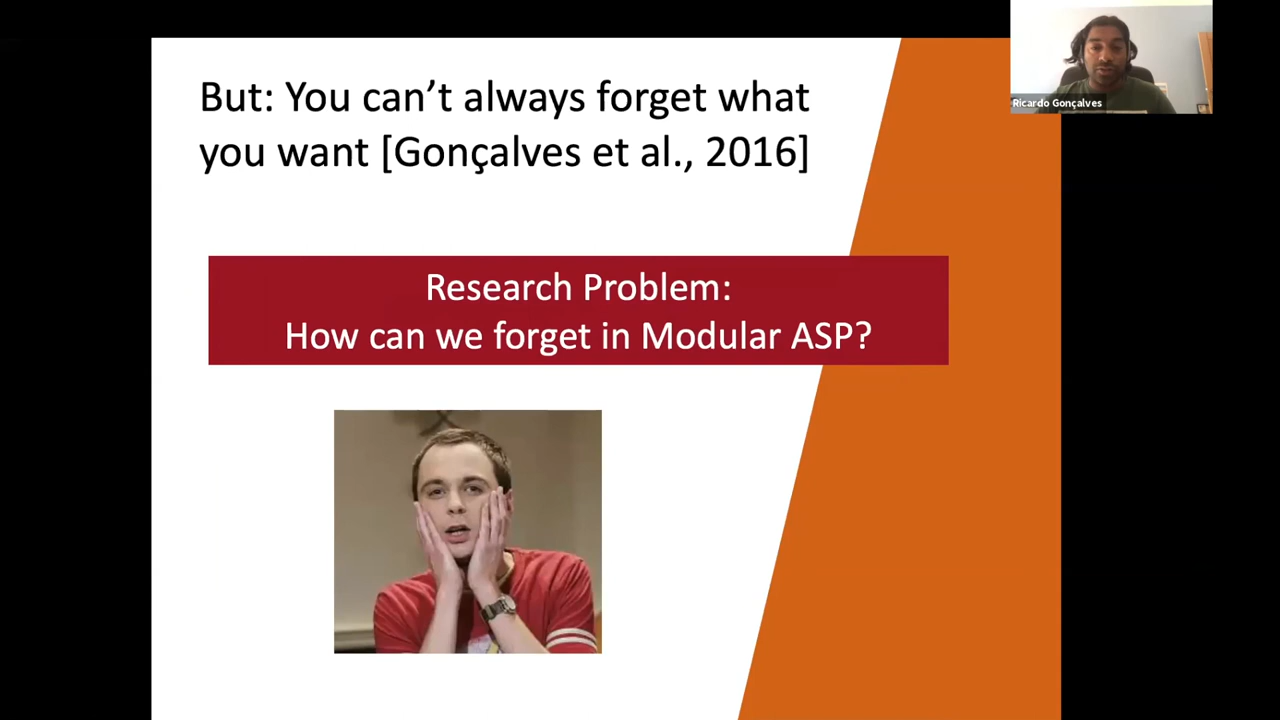 But: You can’t always forget what
you want [Gonçalves et al., 2016]
Research Problem:
How can we forget in Modular ASP?
Ricardo Gonçalves